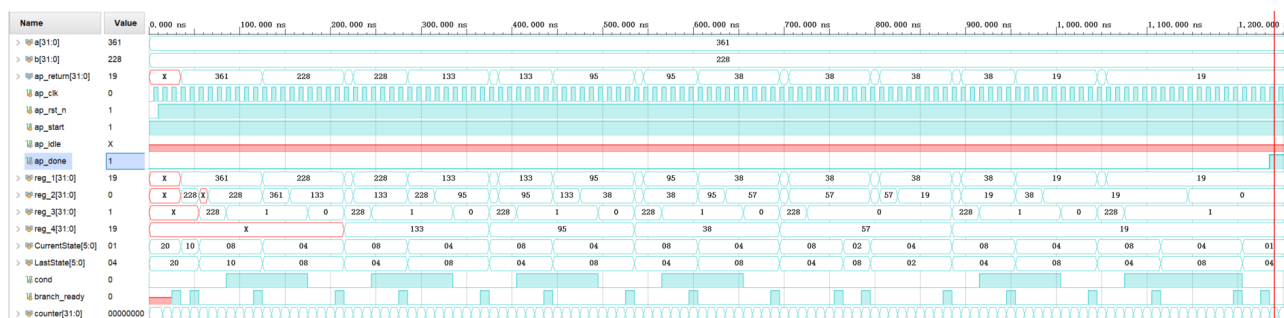 Name Value 0.000 ns 100.000 ns 200.000 ns 300.000 ns 400.000 ns 500.000 ns 600.000 ns 700.000 ns 800.000 ns 900.000 ns 1,000.000 ns 1,100.000 ns 1,200.000
> a[31:0] 361 361
> b[31:0] 228 228
> ap_return[31:0] 19 X 361 228 228 133 133 95 95 38 38 38 38 19 19
ap_clk 0
ap_rst_n 1
ap_start 1
ap_idle X
ap_done 1
> reg_1[31:0] 19 X 361 228 228 133 133 95 95 38 38 38 38 19 19
> reg_2[31:0] 0 X 228 X 228 361 133 133 228 95 95 133 38 38 95 57 57 57 19 19 38 19 0
> reg_3[31:0] 1 X 228 1 0 228 1 0 228 1 0 228 1 0 228 0 228 1 0 228 1
> reg_4[31:0] 19 X 133 95 38 57 19
> CurrentState[5:0] 01 20 10 08 04 08 04 08 04 08 04 08 02 04 08 04 08 04 01
> LastState[5:0] 04 20 10 08 04 08 04 08 04 08 04 08 02 04 08 04 08 04
cond 0
branch_ready 0
> counter[31:0] 00000000